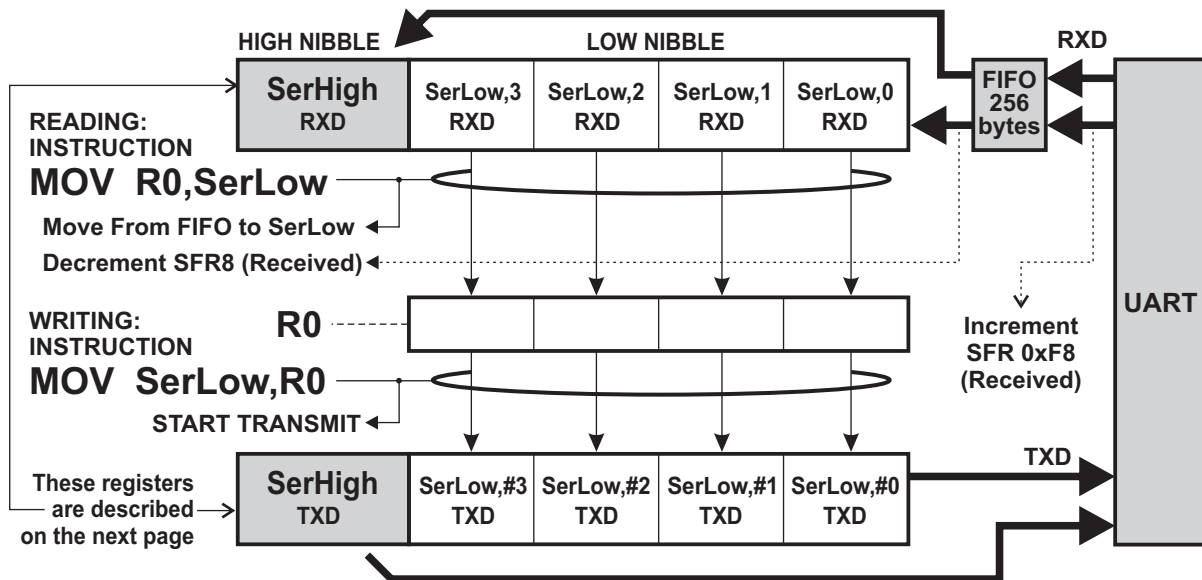 HIGH NIBBLE
LOW NIBBLE
RXD
SerHigh
RXD
SerLow,3
RXD
SerLow,2
RXD
SerLow,1
RXD
SerLow,0
RXD
FIFO
256
bytes
UART
READING:
INSTRUCTION
MOV R0,SerLow
Move From FIFO to SerLow
Decrement SFR8 (Received)
Increment
SFR 0xF8
(Received)
R0
WRITING:
INSTRUCTION
MOV SerLow,R0
START TRANSMIT
These registers
are described
on the next page
SerHigh
TXD
SerLow,#3
TXD
SerLow,#2
TXD
SerLow,#1
TXD
SerLow,#0
TXD
TXD